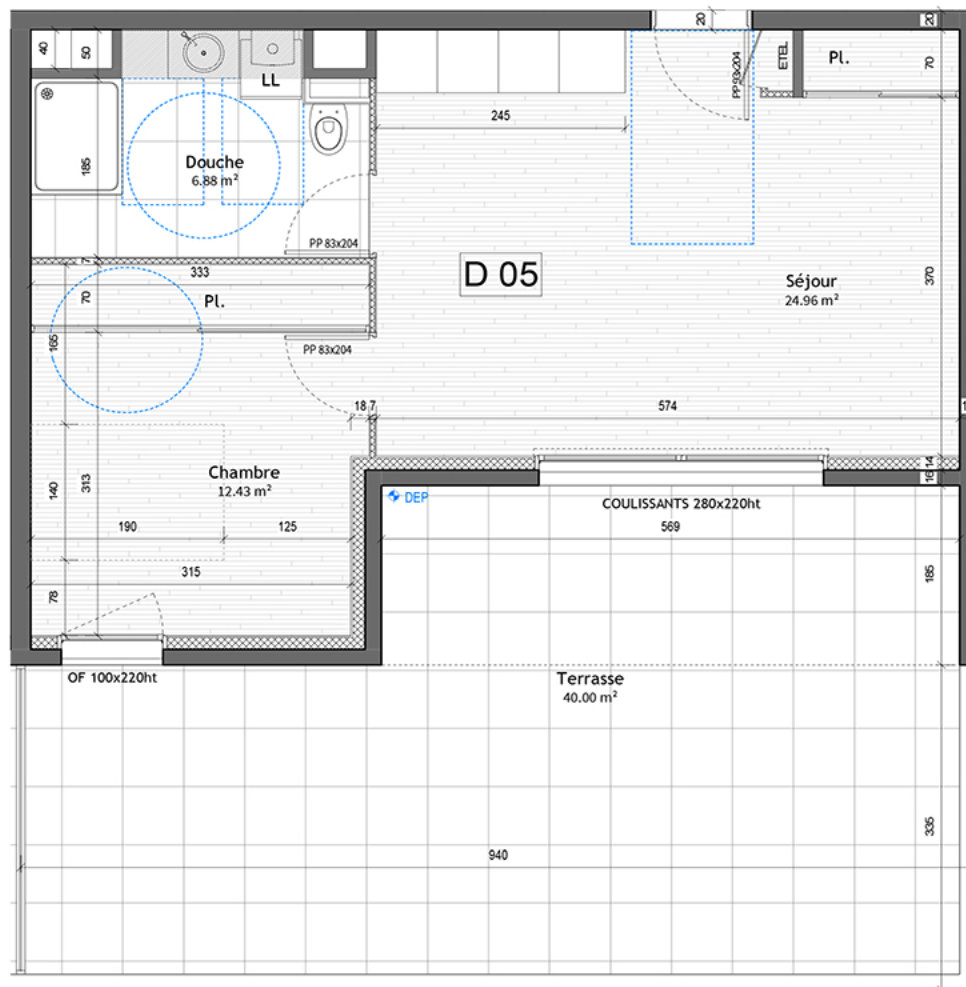 20
20
40
50
LL
ETEL
Pl.
70
PP 93x204
245
185
Douche
6.88 m²
PP 83x204
D 05
Séjour
24.96 m²
370
7
333
70
Pl.
165
PP 83x204
18 7
574
1
Chambre
12.43 m²
140
313
14
16
DEP
COULISSANTS 280x220ht
190
125
569
315
185
78
OF 100x220ht
Terrasse
40.00 m²
335
940